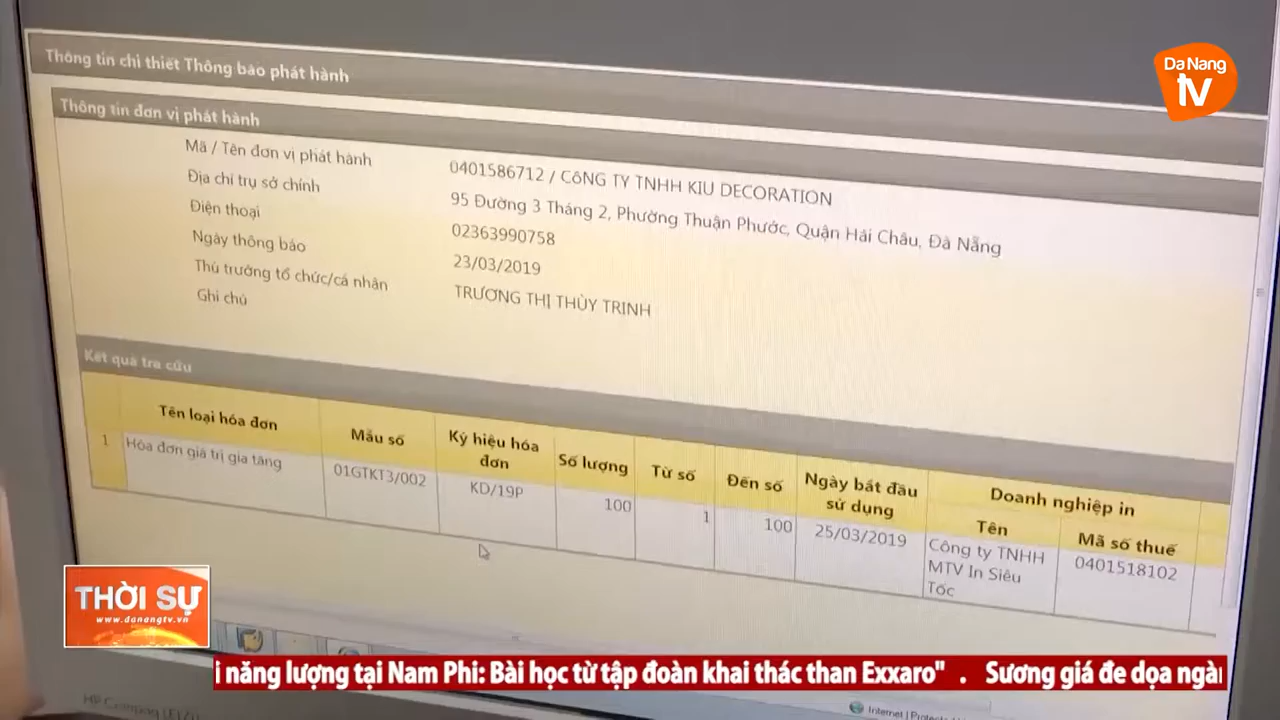 Thông tin chi thiết Thông báo phát hành
Da Nang
tv
Thông tin đơn vị phát hành
Mã / Tên đơn vị phát hành
0401586712 / CôNG TY TNHH KIU DECORATION
Địa chỉ trụ sở chính
95 Đường 3 Tháng 2, Phường Thuận Phước, Quận Hải Châu, Đà Nẵng
Điện thoại
02363990758
Ngày thông báo
23/03/2019
Thủ trưởng tổ chức/cá nhân
TRƯƠNG THỊ THÙY TRINH
Ghi chú
Kết quả tra cứu
Tên loại hóa đơn
Mẫu số
Ký hiệu hóa
đơn
Số lượng
Từ số
Đến số
Ngày bắt đầu
sử dụng
Doanh nghiệp in
Tên
Mã số thuế
1
Hóa đơn giá trị gia tăng
01GTKT3/002
KD/19P
100
1
100
25/03/2019
Công ty TNHH
MTV In Siêu
Tốc
0401518102
THỜI SỰ
www.danangtv.vn
i năng lượng tại Nam Phi: Bài học từ tập đoàn khai thác than Exxaro" . Sương giá đe dọa ngàn
HP Compaq
Internet |